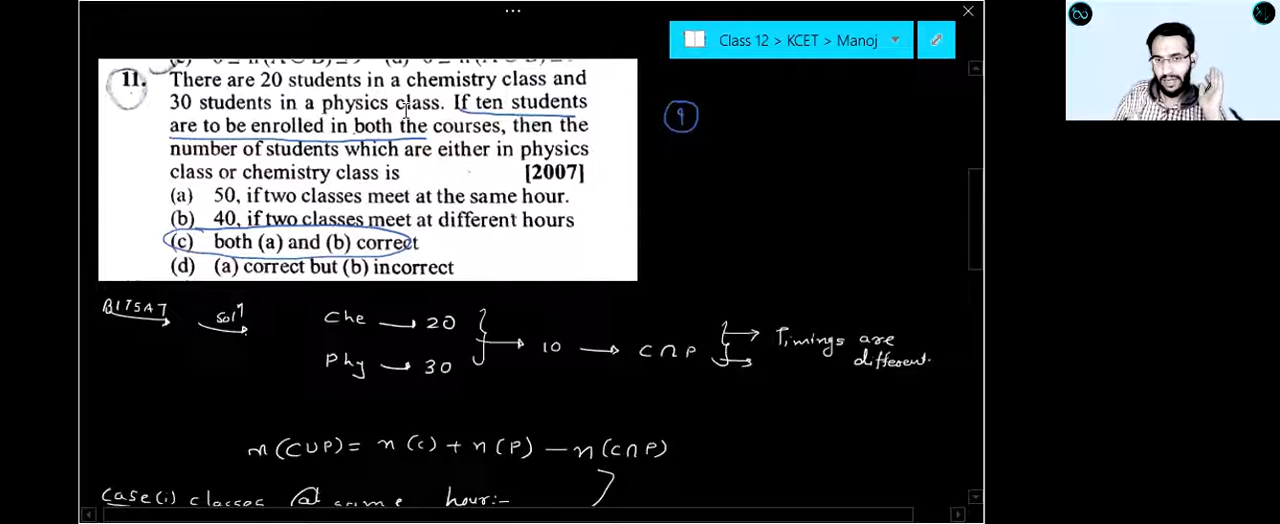 Class 12 > KCET > Manoj
11. There are 20 students in a chemistry class and
30 students in a physics class. If ten students
are to be enrolled in both the courses, then the
number of students which are either in physics
class or chemistry class is [2007]
(a) 50, if two classes meet at the same hour.
(b) 40, if two classes meet at different hours
(c) both (a) and (b) correct
(d) (a) correct but (b) incorrect
9
BITSAT Solⁿ
Che → 20
Phy → 30
10 → C∩P
Timings are
different.
n(C∪P) = n(C) + n(P) – n(C∩P)
Case(i) classes @ same hour:-